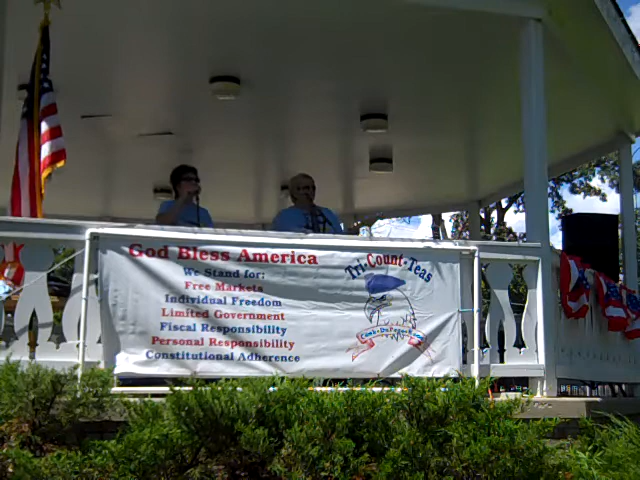 God Bless America
We Stand for:
Free Markets
Individual Freedom
Limited Government
Fiscal Responsibility
Personal Responsibility
Constitutional Adherence
Tri-Count-Teas